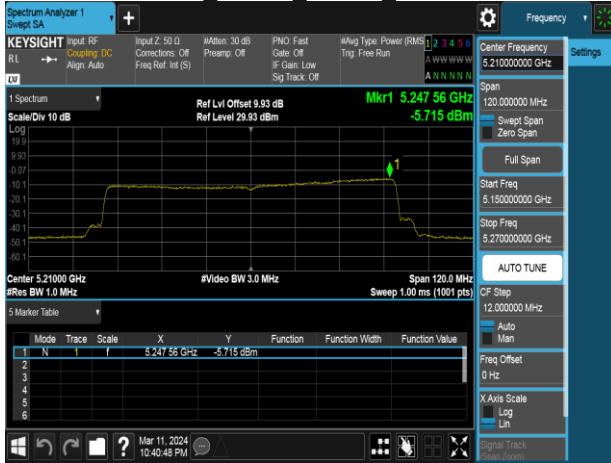 Spectrum Analyzer 1
Swept SA
Frequency
KEYSIGHT
RL
Input: RF
Coupling: DC
Align: Auto
Input Z: 50 Ω
Corrections: Off
Freq Ref: Int (S)
#Atten: 30 dB
Preamp: Off
PNO: Fast
Gate: Off
IF Gain: Low
Sig Track: Off
#Avg Type: Power (RMS
Trig: Free Run
1 2 3 4 5 6
A WW WW W
A N N N N N
1 Spectrum
Scale/Div 10 dB
Ref Lvl Offset 9.93 dB
Ref Level 29.93 dBm
Mkr1 5.247 56 GHz
-5.715 dBm
Log
19.9
9.93
-0.07
-10.1
-20.1
-30.1
-40.1
-50.1
-60.1
1
Center 5.21000 GHz
#Video BW 3.0 MHz
Span 120.0 MHz
#Res BW 1.0 MHz
Sweep 1.00 ms (1001 pts)
5 Marker Table
Mode Trace Scale X Y Function Function Width Function Value
1 N 1 f 5.247 56 GHz -5.715 dBm
2
3
4
5
6
Center Frequency
5.210000000 GHz
Settings
Span
120.000000 MHz
Swept Span
Zero Span
Full Span
Start Freq
5.150000000 GHz
Stop Freq
5.270000000 GHz
AUTO TUNE
CF Step
12.000000 MHz
Auto
Man
Freq Offset
0 Hz
X Axis Scale
Log
Lin
Signal Track
(Span Zoom)
?
Mar 11, 2024
10:40:48 PM